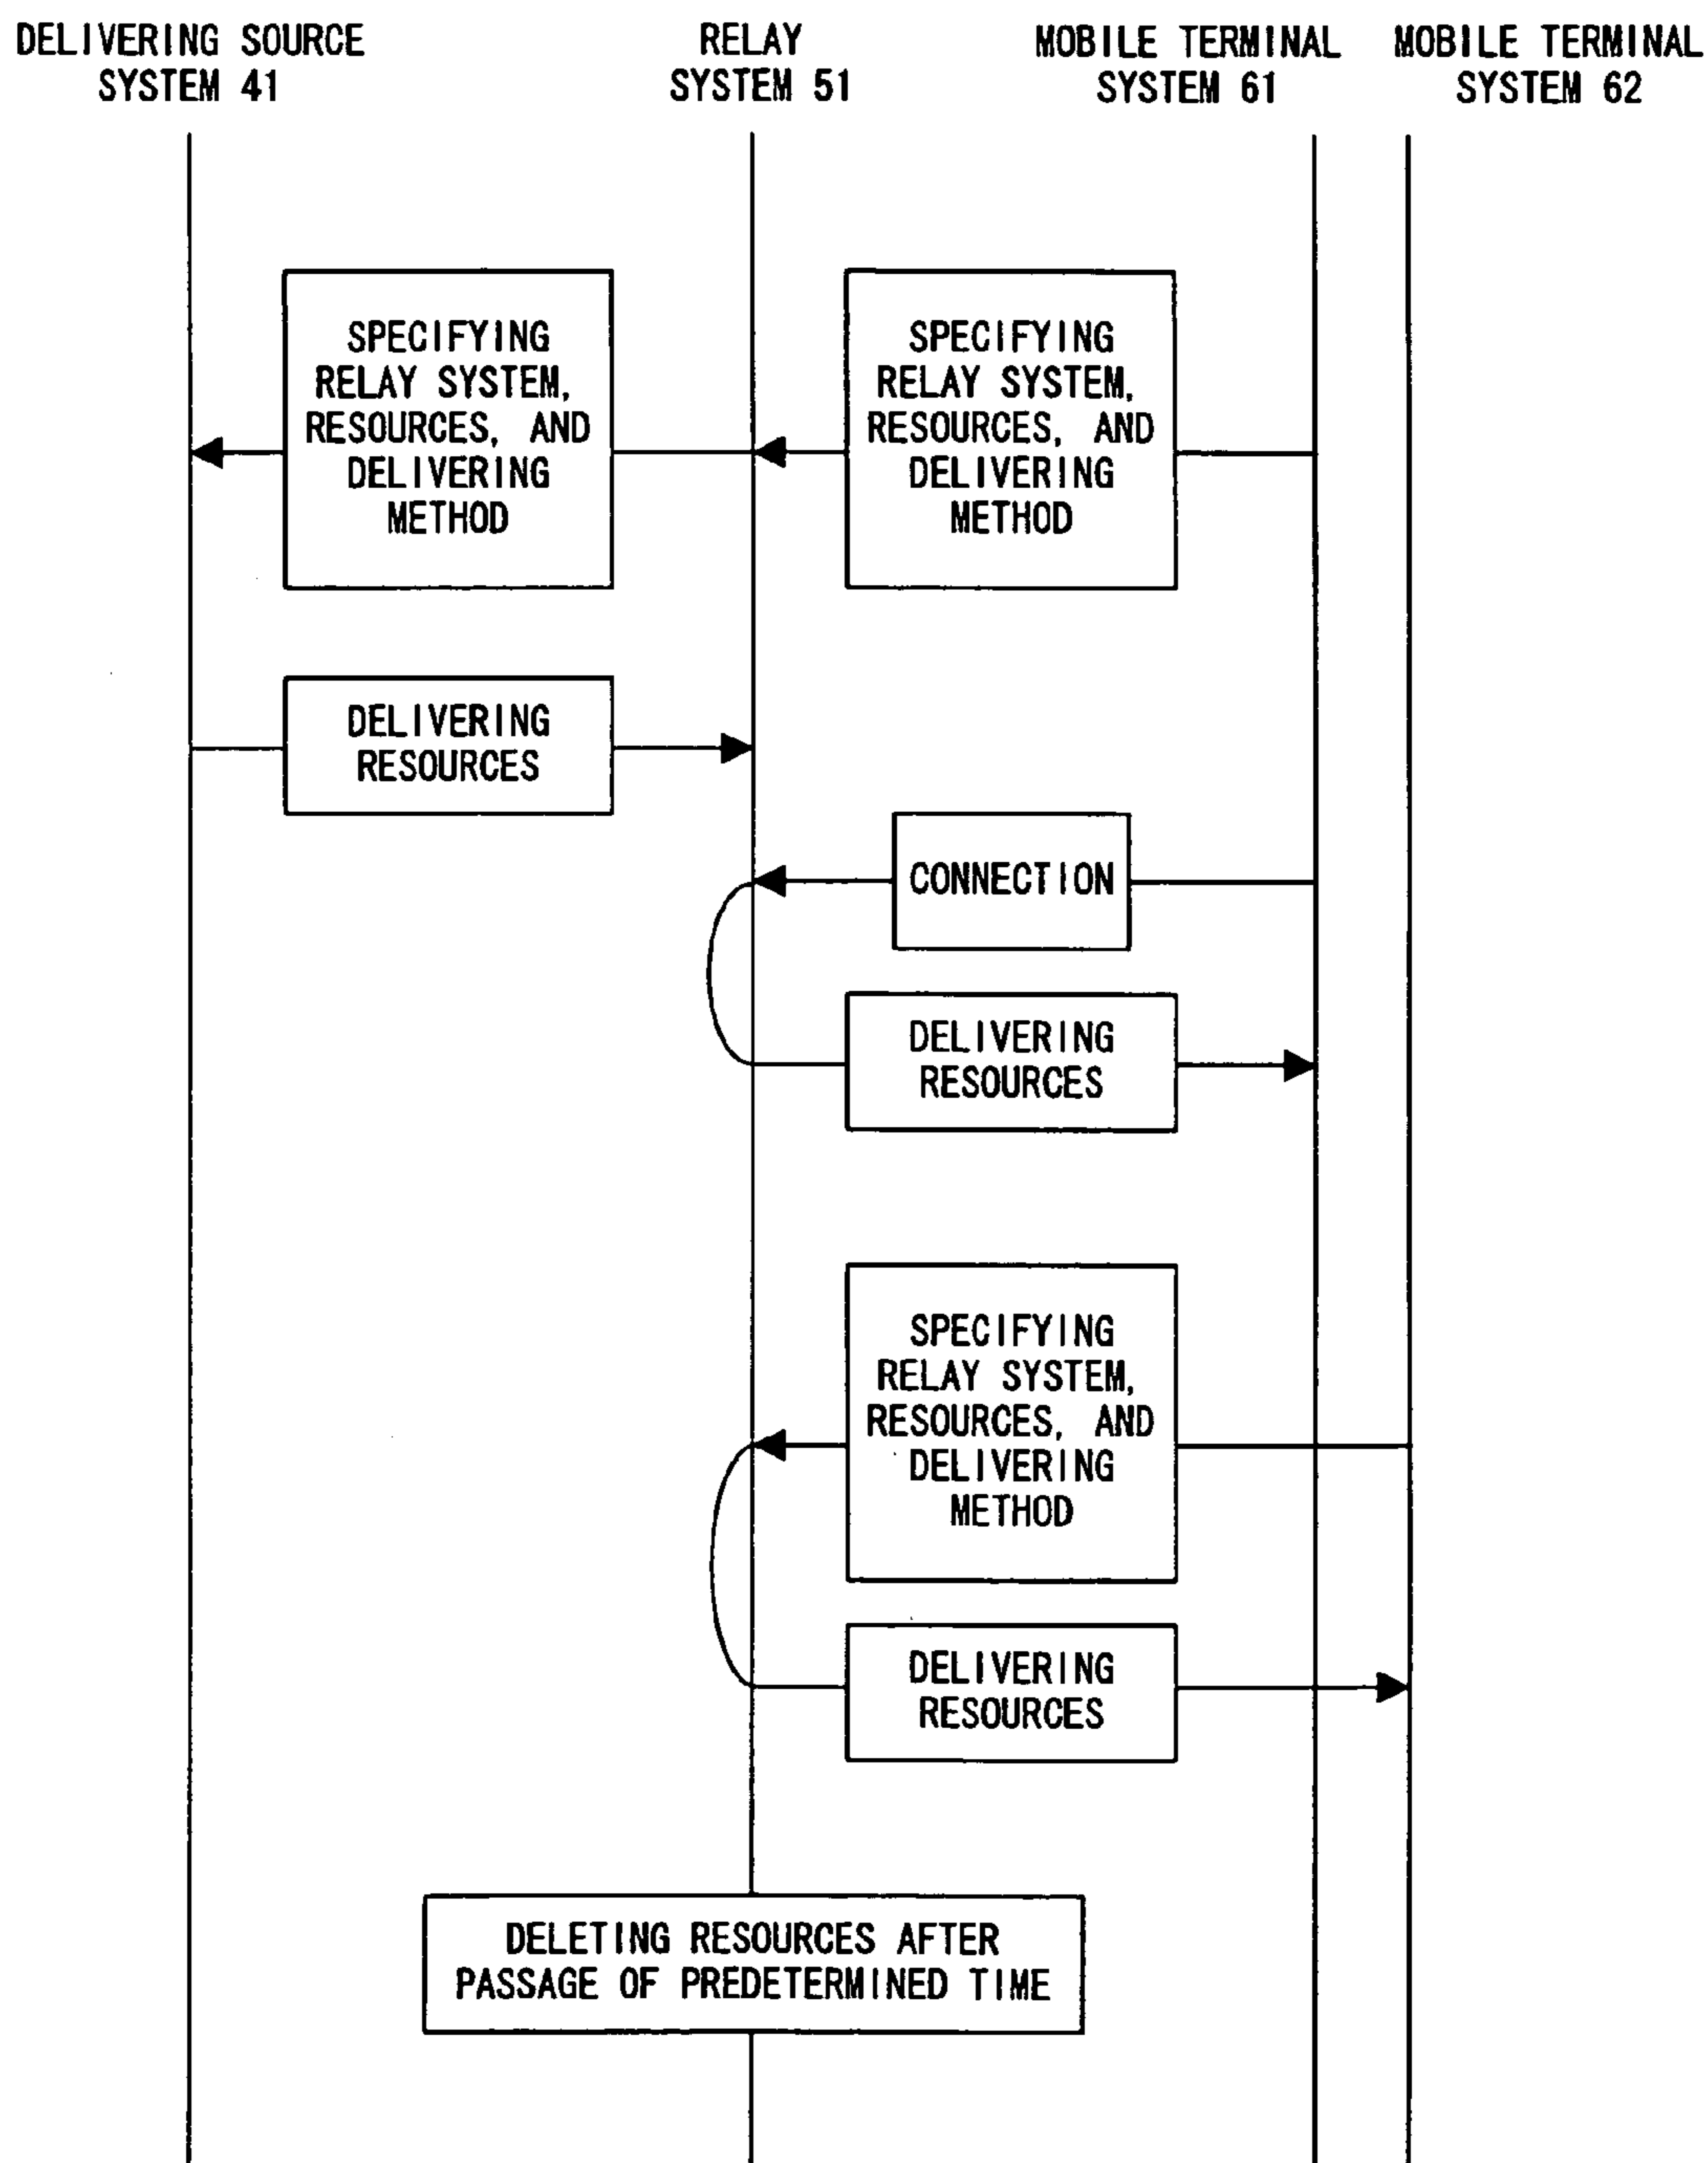 DELIVERING SOURCE
SYSTEM 41
RELAY
SYSTEM 51
MOBILE TERMINAL
SYSTEM 61
MOBILE TERMINAL
SYSTEM 62
SPECIFYING
RELAY SYSTEM,
RESOURCES, AND
DELIVERING
METHOD
SPECIFYING
RELAY SYSTEM,
RESOURCES, AND
DELIVERING
METHOD
DELIVERING
RESOURCES
CONNECTION
DELIVERING
RESOURCES
SPECIFYING
RELAY SYSTEM,
RESOURCES, AND
DELIVERING
METHOD
DELIVERING
RESOURCES
DELETING RESOURCES AFTER
PASSAGE OF PREDETERMINED TIME